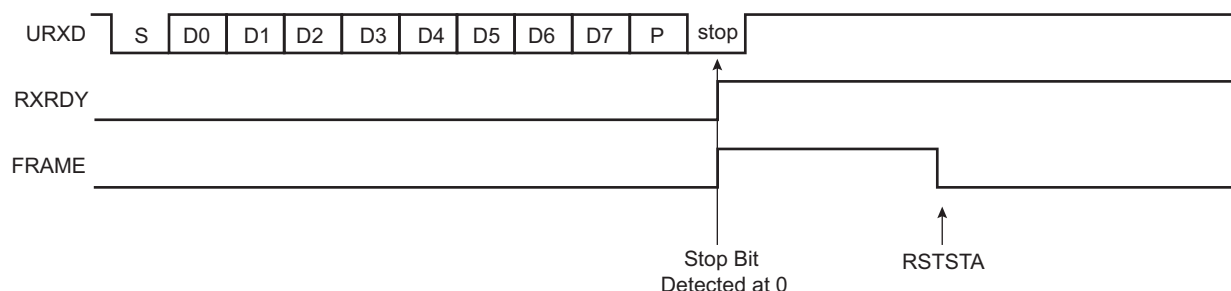 URXD S D0 D1 D2 D3 D4 D5 D6 D7 P stop
RXRDY
FRAME
Stop Bit
Detected at 0
RSTSTA